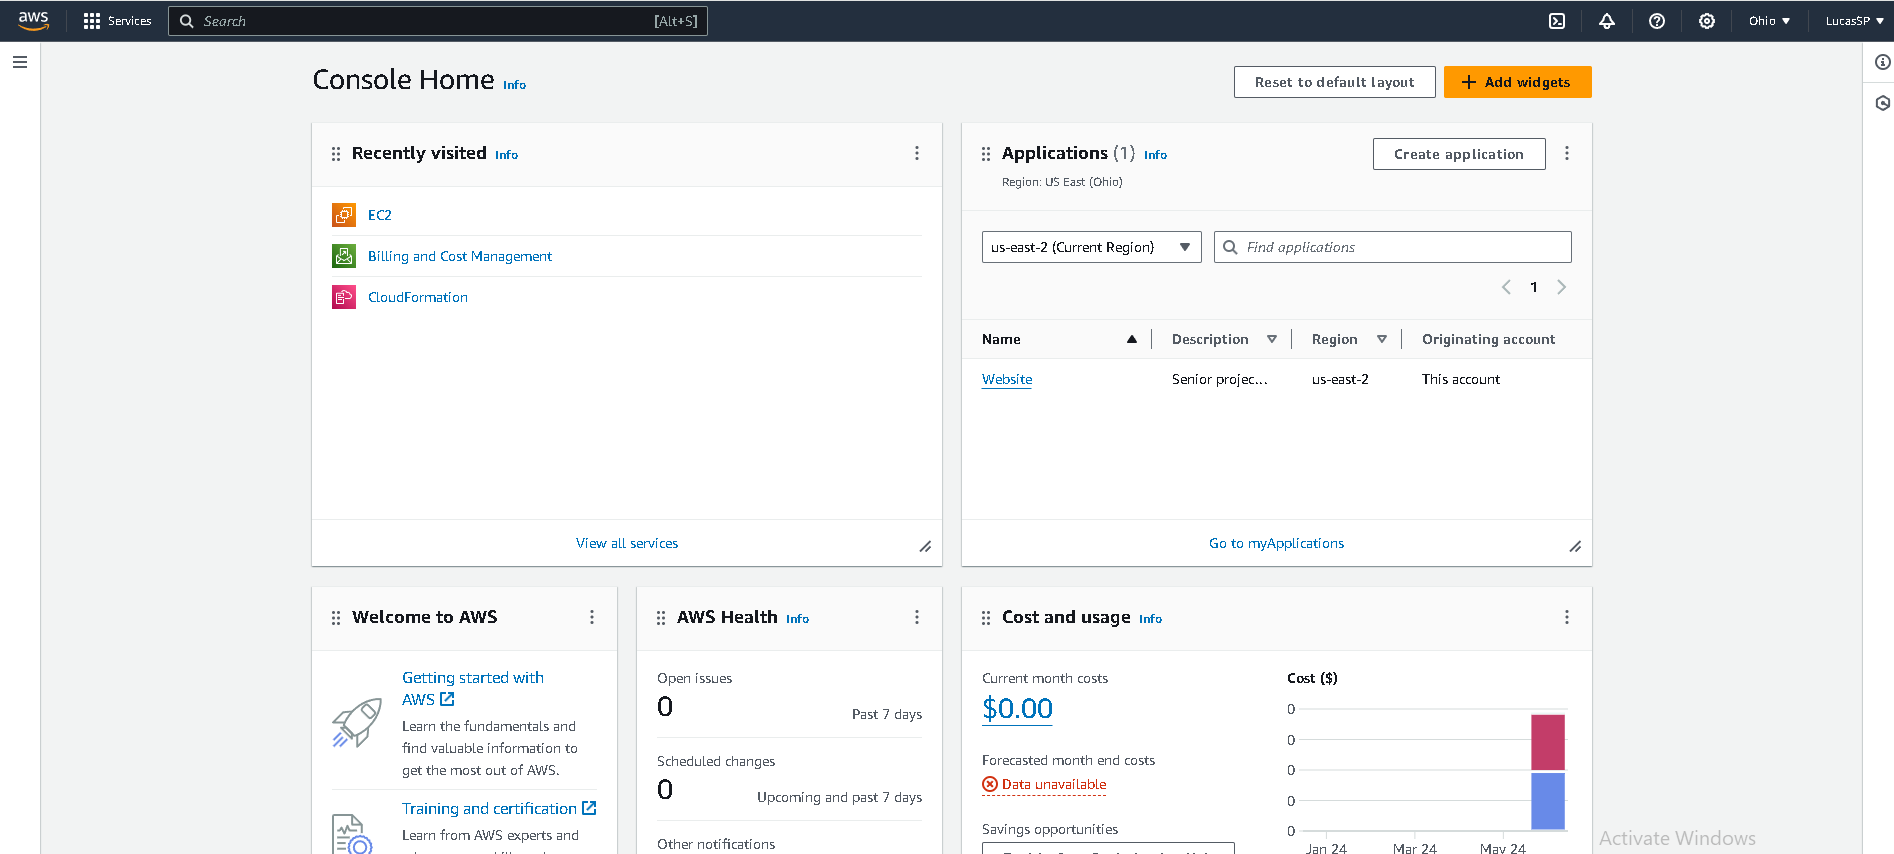 aws
Services
Search [Alt+S]
Ohio
LucasSP
Console Home Info
Reset to default layout
Add widgets
Recently visited Info
EC2
Billing and Cost Management
CloudFormation
View all services
Applications (1) Info
Region: US East (Ohio)
Create application
us-east-2 (Current Region)
Find applications
1
Name Description Region Originating account
Website Senior projec... us-east-2 This account
Go to myApplications
Welcome to AWS
Getting started with
AWS
Learn the fundamentals and
find valuable information to
get the most out of AWS.
Training and certification
Learn from AWS experts and
AWS Health Info
Open issues
0
Past 7 days
Scheduled changes
0
Upcoming and past 7 days
Other notifications
Cost and usage Info
Current month costs
$0.00
Forecasted month end costs
Data unavailable
Savings opportunities
Cost ($)
0
0
0
0
0
Jan 24 Mar 24 May 24
Activate Windows